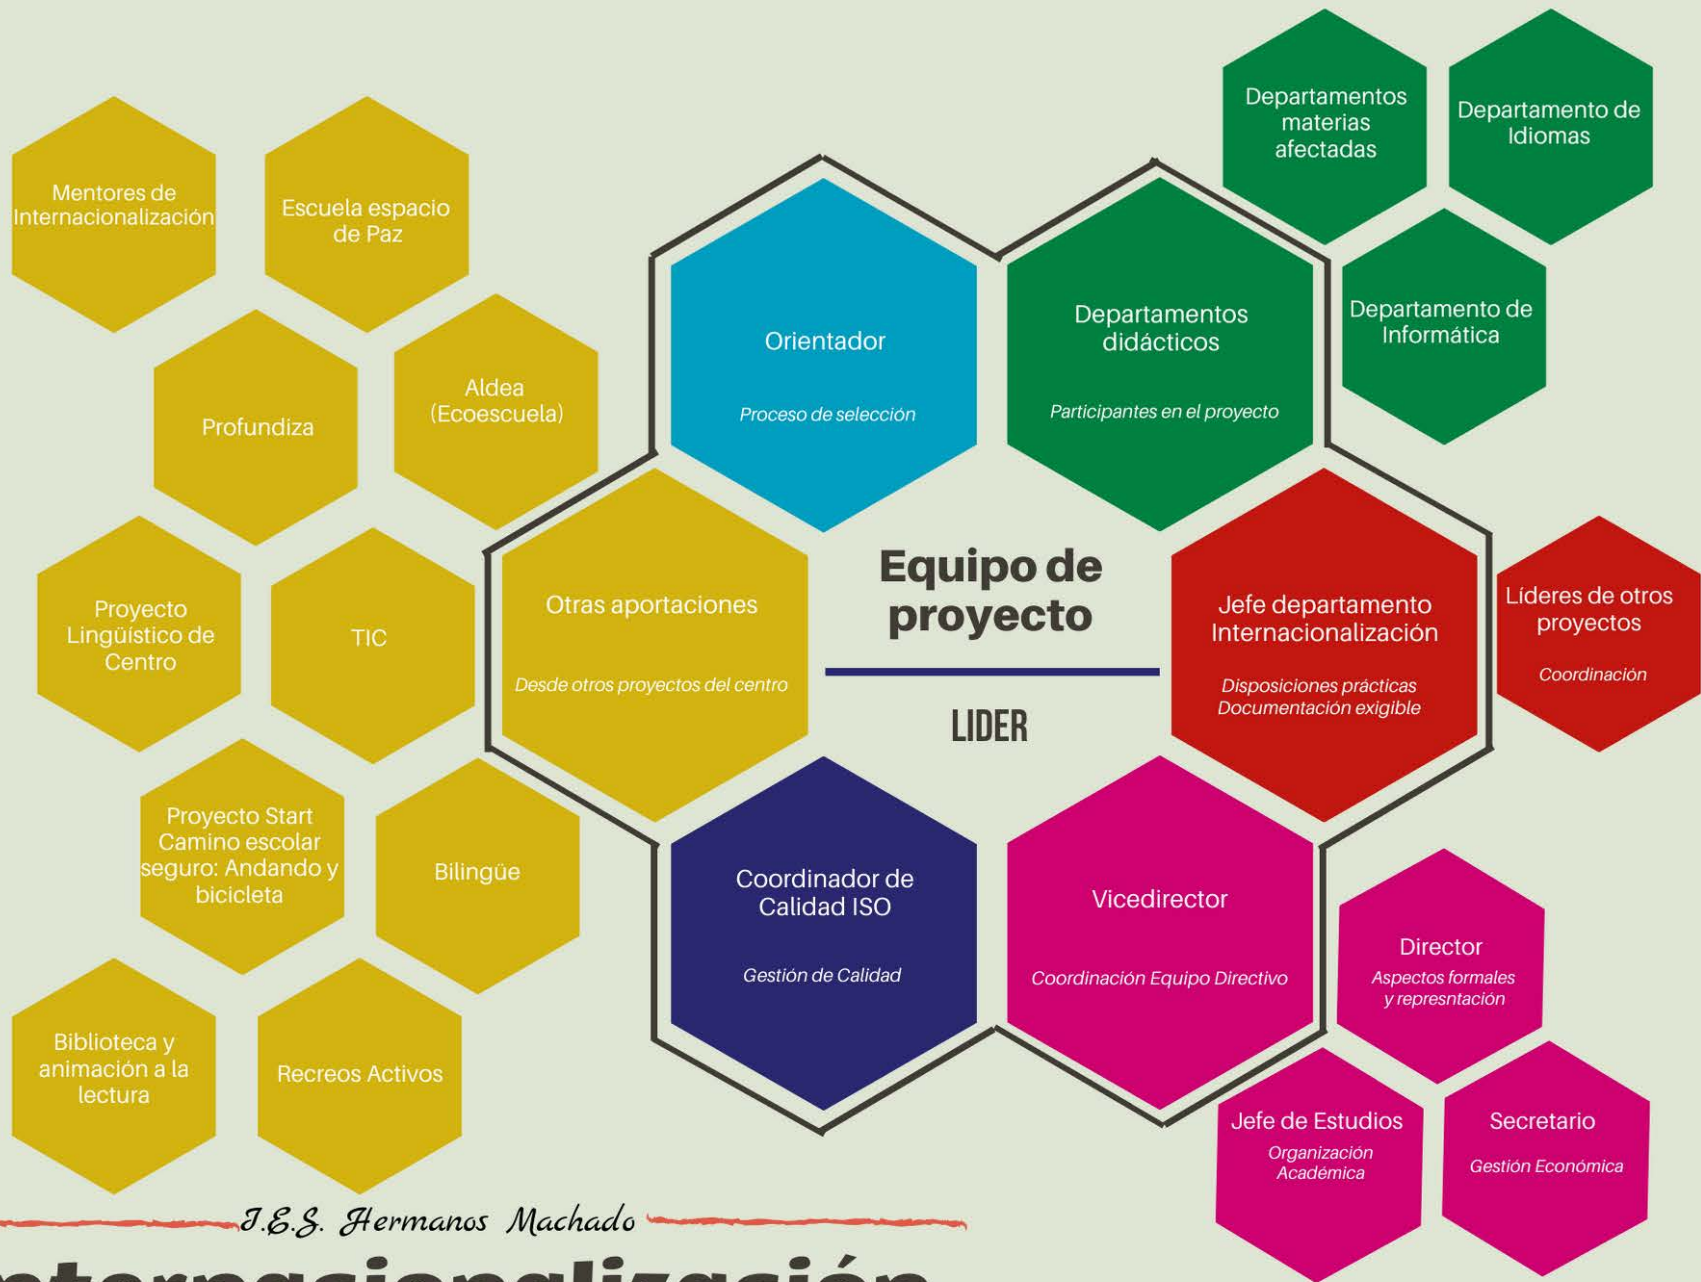 Departamentos
materias
afectadas
Departamento de
Idiomas
Departamento de
Informática
Mentores de
Internacionalización
Escuela espacio
de Paz
Profundiza
Aldea
(Ecoescuela)
Orientador
Proceso de selección
Departamentos
didácticos
Participantes en el proyecto
Proyecto
Lingüístico de
Centro
TIC
Otras aportaciones
Desde otros proyectos del centro
Equipo de
proyecto
LIDER
Jefe departamento
Internacionalización
Disposiciones prácticas
Documentación exigible
Líderes de otros
proyectos
Coordinación
Proyecto Start
Camino escolar
seguro: Andando y
bicicleta
Bilingüe
Coordinador de
Calidad ISO
Gestión de Calidad
Vicedirector
Coordinación Equipo Directivo
Director
Aspectos formales
y represntación
Biblioteca y
animación a la
lectura
Recreos Activos
Jefe de Estudios
Organización
Académica
Secretario
Gestión Económica
I.E.S. Hermanos Machado
nternacionalización